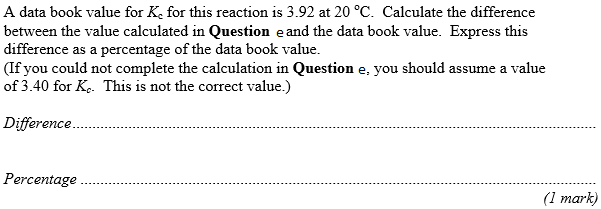 A data book value for Kc for this reaction is 3.92 at 20 °C.  Calculate the difference
between the value calculated in Question e and the data book value.  Express this
difference as a percentage of the data book value.
(If you could not complete the calculation in Question e, you should assume a value
of 3.40 for Kc.  This is not the correct value.)
Difference..............................................................................................................................
Percentage ............................................................................................................................
(1 mark)